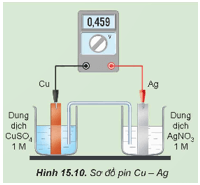 0,459
Cu
Ag
Dung
dịch
CuSO₄
1 M
Dung
dịch
AgNO₃
1 M
Hình 15.10. Sơ đồ pin Cu – Ag